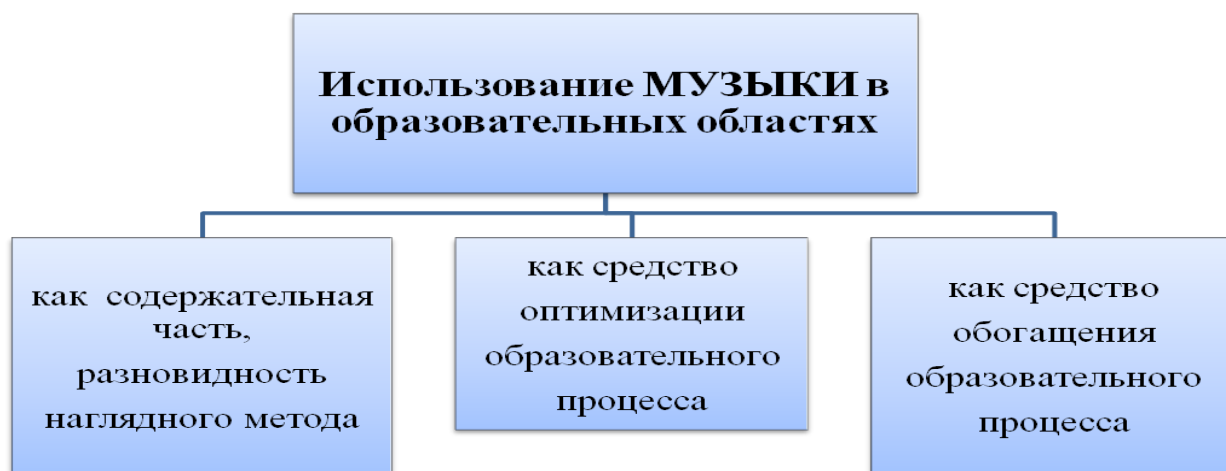 Использование МУЗЫКИ в
образовательных областях
как содержательная
часть,
разновидность
наглядного метода
как средство
оптимизации
образовательного
процесса
как средство
обогащения
образовательного
процесса